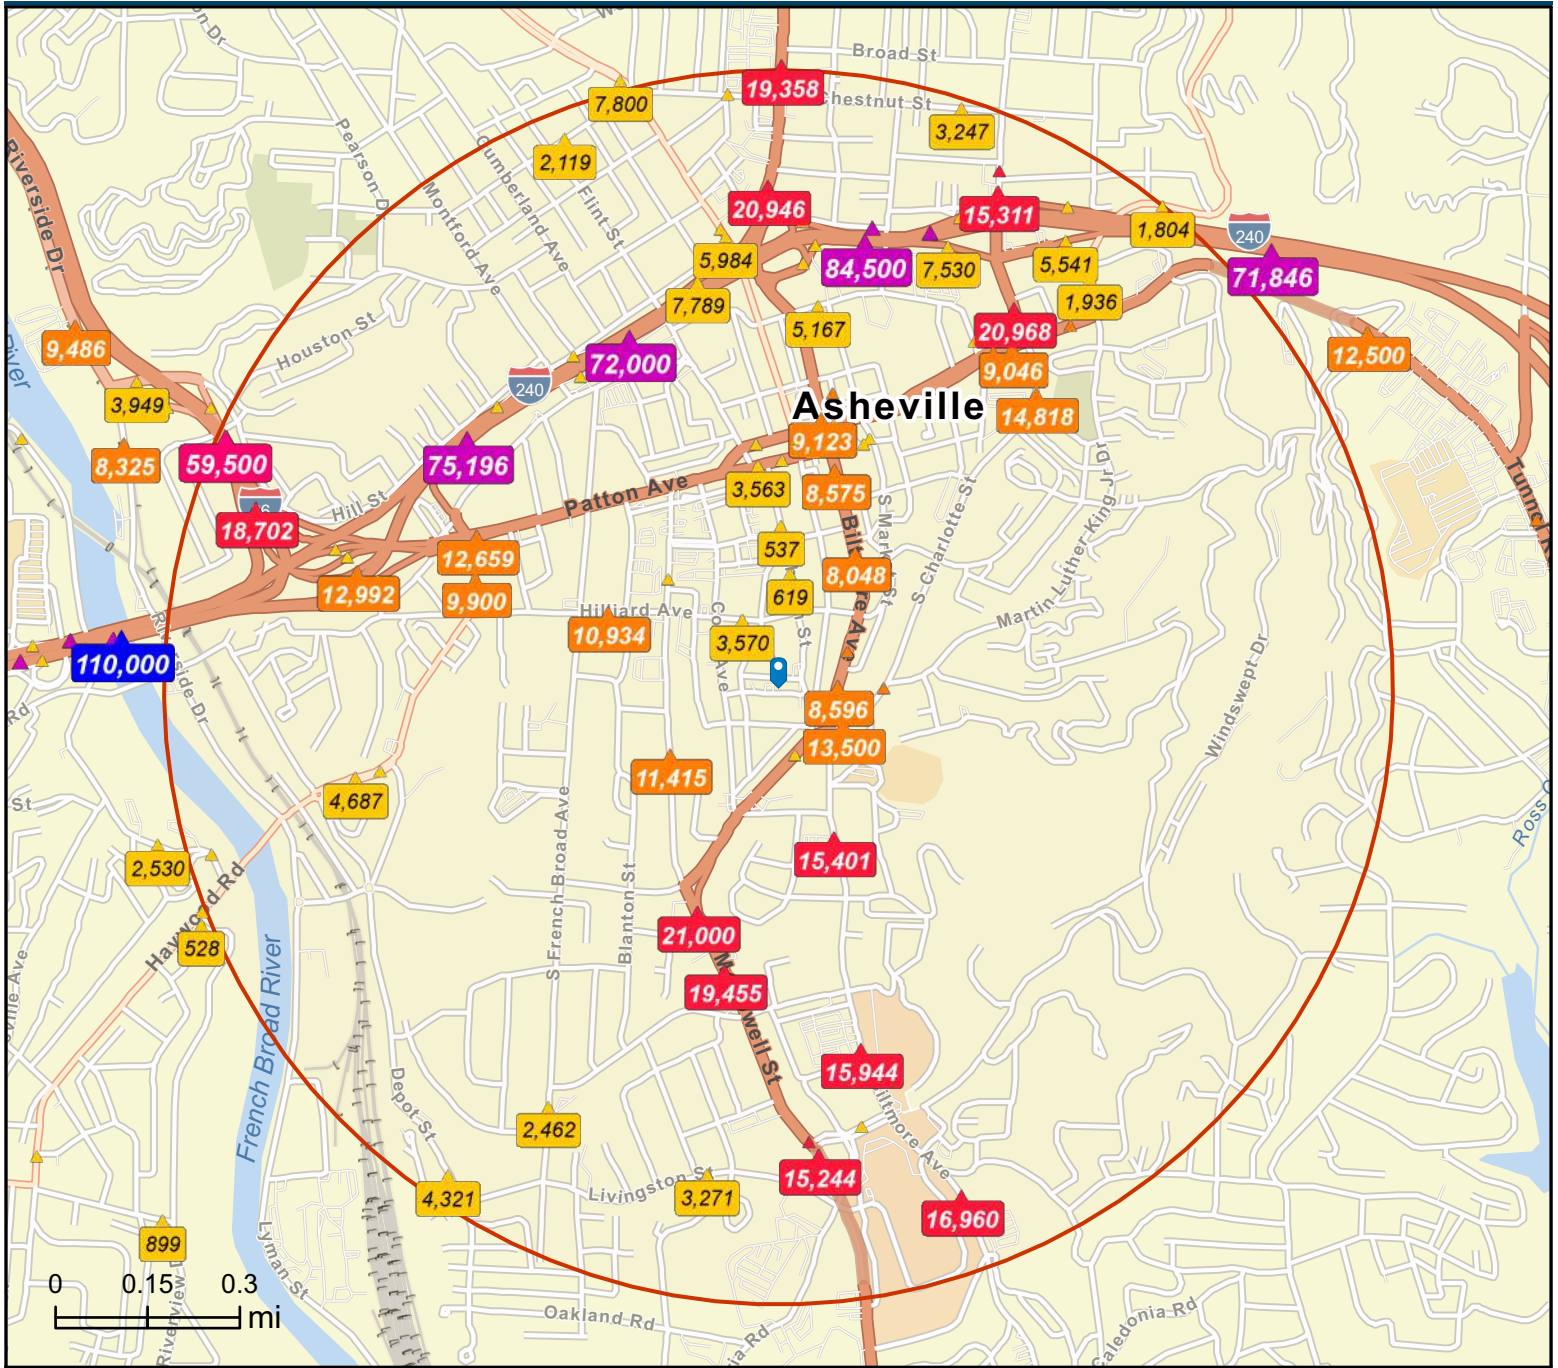 Broad St
19,358
7,800
Chestnut St
3,247
2,119
Riverside Dr
Pearson Dr
Cumberland Ave
Montford Ave
Flint St
20,946
15,311
1,804
240
5,984
84,500
7,530
5,541
71,846
7,789
1,936
5,167
20,968
9,486
Houston St
72,000
9,046
12,500
240
3,949
Asheville
14,818
9,123
River
8,325
59,500
75,196
Patton Ave
3,563
8,575
Hill St
18,702
S Charlotte St
Martin Luther King Jr Dr
537
12,659
8,048
12,992
9,900
619
Hilliard Ave
10,934
3,570
110,000
Windswept Dr
Rd
8,596
13,500
11,415
4,687
St
15,401
2,530
Haywood Rd
S French Broad Ave
Blanton St
528
21,000
19,455
French Broad River
15,944
Depot St
2,462
Livingston St
15,244
4,321
3,271
16,960
899
Lyman St
0 0.15 0.3
mi
Oakland Rd
Caledonia Rd